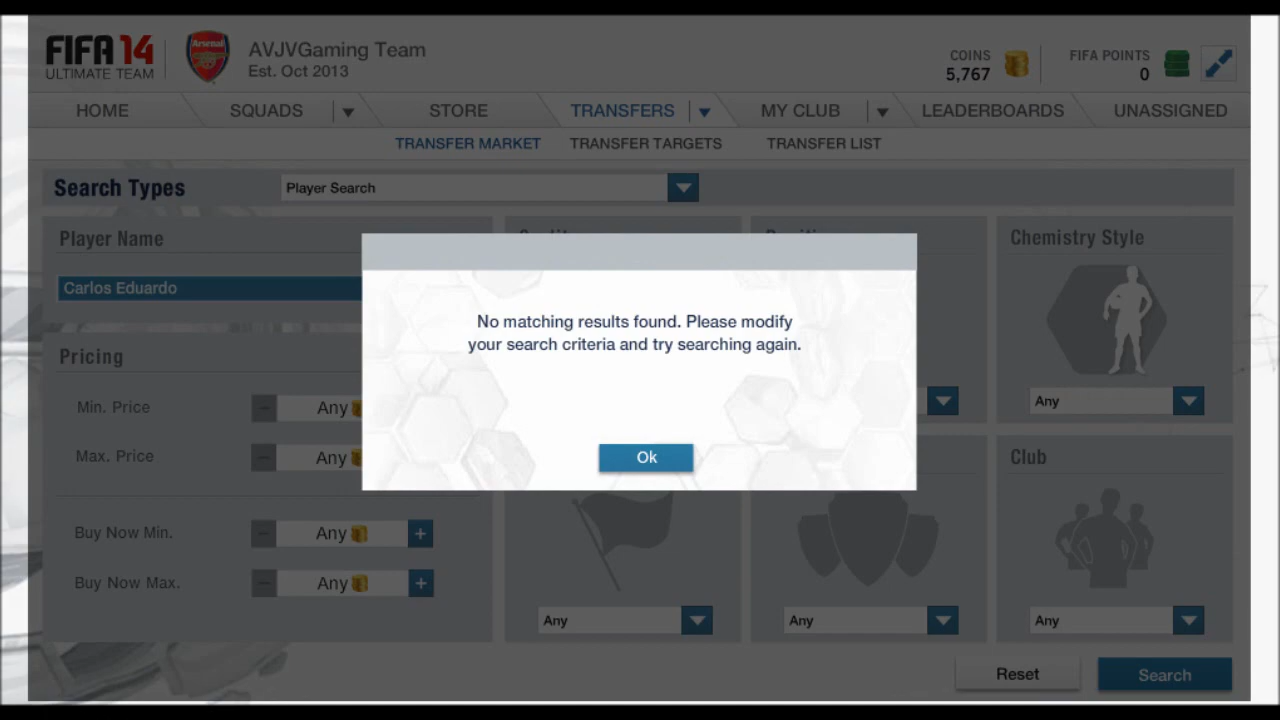 FIFA 14
ULTIMATE TEAM
Arsenal
AVJVGaming Team
Est. Oct 2013
COINS
5,767
FIFA POINTS
0
HOME
SQUADS
STORE
TRANSFERS
MY CLUB
LEADERBOARDS
UNASSIGNED
TRANSFER MARKET
TRANSFER TARGETS
TRANSFER LIST
Search Types
Player Search
Player Name
Chemistry Style
Carlos Eduardo
No matching results found. Please modify
your search criteria and try searching again.
Ok
Pricing
Min. Price
Any
Max. Price
Any
Buy Now Min.
Any
Buy Now Max.
Any
Any
Club
Any
Any
Any
Reset
Search